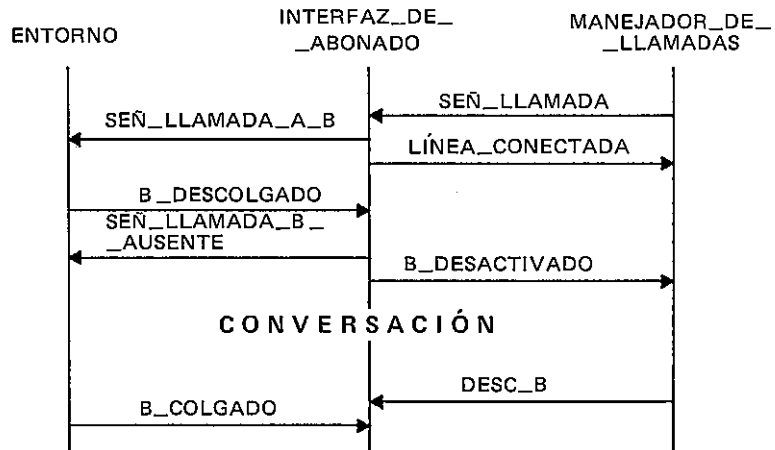 ENTORNO
INTERFAZ_DE_
_ABONADO
MANEJADOR_DE_
_LLAMADAS
SEÑ_LLAMADA
SEÑ_LLAMADA_A_B
LÍNEA_CONECTADA
B_DESCOLGADO
SEÑ_LLAMADA_B_
_AUSENTE
B_DESACTIVADO
CONVERSACIÓN
DESC_B
B_COLGADO